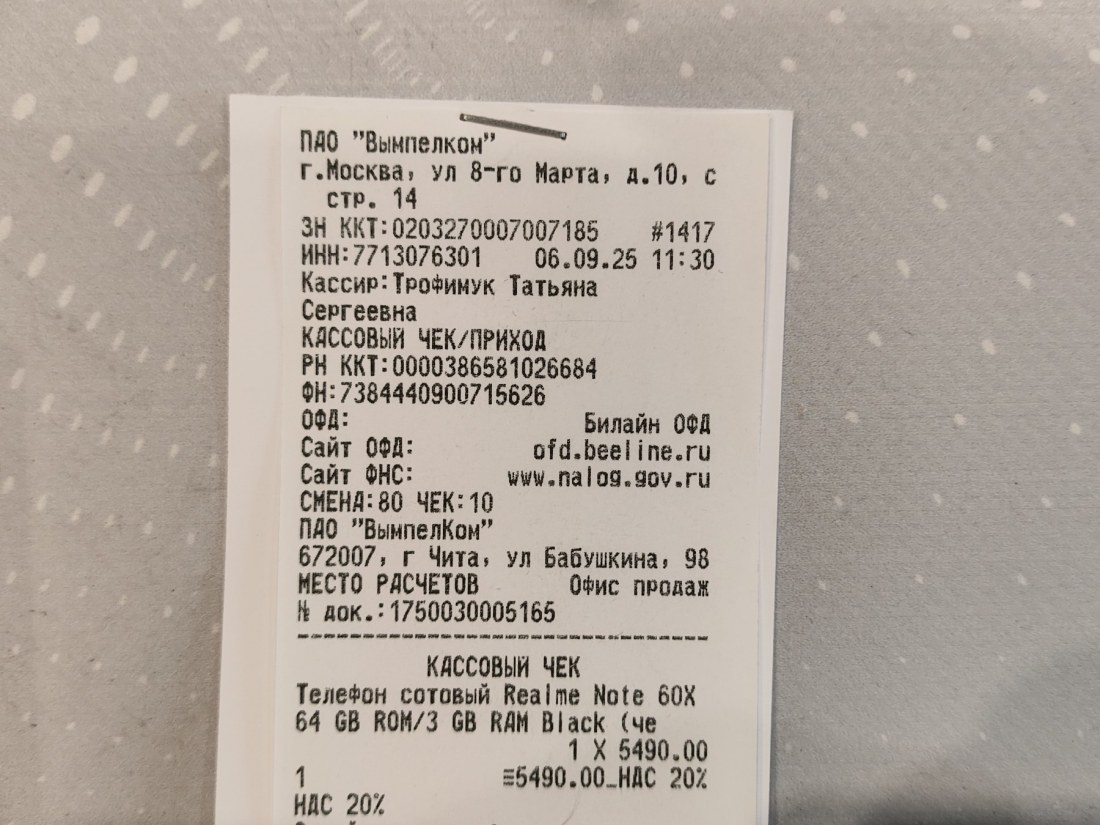 ПАО "Вымпелком"
г.Москва, ул 8-го Марта, д.10, с
стр. 14
ЗН ККТ:0203270007007185 #1417
ИНН:7713076301 06.09.25 11:30
Кассир:Трофимук Татьяна
Сергеевна
КАССОВЫЙ ЧЕК/ПРИХОД
РН ККТ:0000386581026684
ФН:7384440900715626
ОФД: Билайн ОФД
Сайт ОФД: ofd.beeline.ru
Сайт ФНС: www.nalog.gov.ru
СМЕНА:80 ЧЕК:10
ПАО "ВымпелКом"
672007, г Чита, ул Бабушкина, 98
МЕСТО РАСЧЕТОВ Офис продаж
№ док.:1750030005165
КАССОВЫЙ ЧЕК
Телефон сотовый Realme Note 60X
64 GB ROM/3 GB RAM Black (че
1 X 5490.00
1 ≡5490.00_НДС 20%
НДС 20%